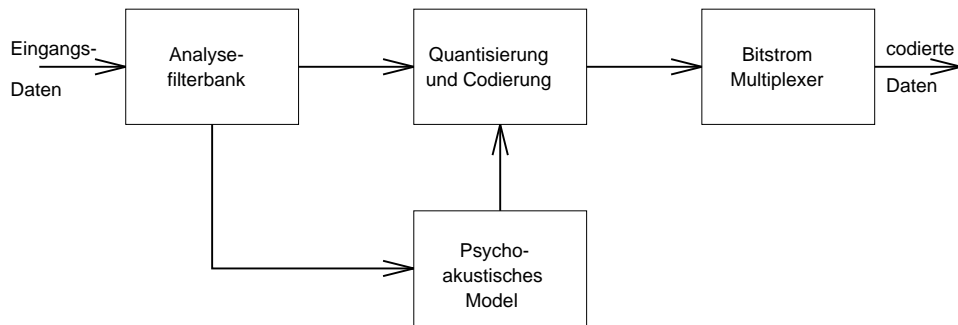 Eingangs-
Daten
Analyse-
filterbank
Quantisierung
und Codierung
Bitstrom
Multiplexer
codierte
Daten
Psycho-
akustisches
Model